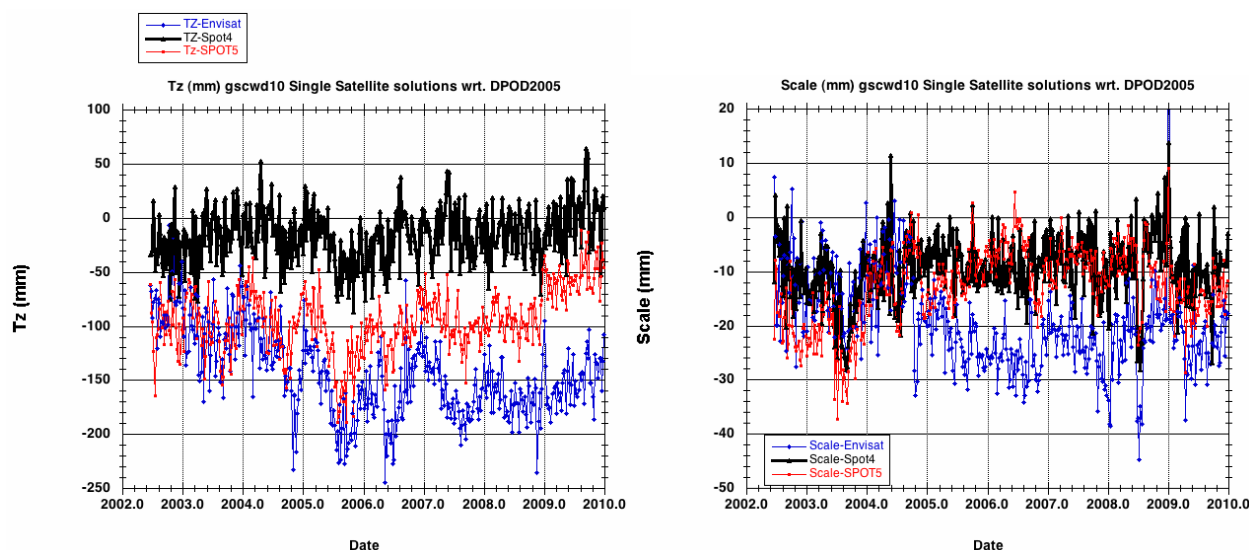 TZ-Envisat
TZ-Spot4
Tz-SPOT5
Tz (mm) gscwd10 Single Satellite solutions wrt. DPOD2005
100
50
0
-50
-100
-150
-200
-250
Tz (mm)
2002.0 2003.0 2004.0 2005.0 2006.0 2007.0 2008.0 2009.0 2010.0
Date
Scale (mm) gscwd10 Single Satellite solutions wrt. DPOD2005
20
10
0
-10
-20
-30
-40
-50
Scale (mm)
Scale-Envisat
Scale-Spot4
Scale-SPOT5
2002.0 2003.0 2004.0 2005.0 2006.0 2007.0 2008.0 2009.0 2010.0
Date